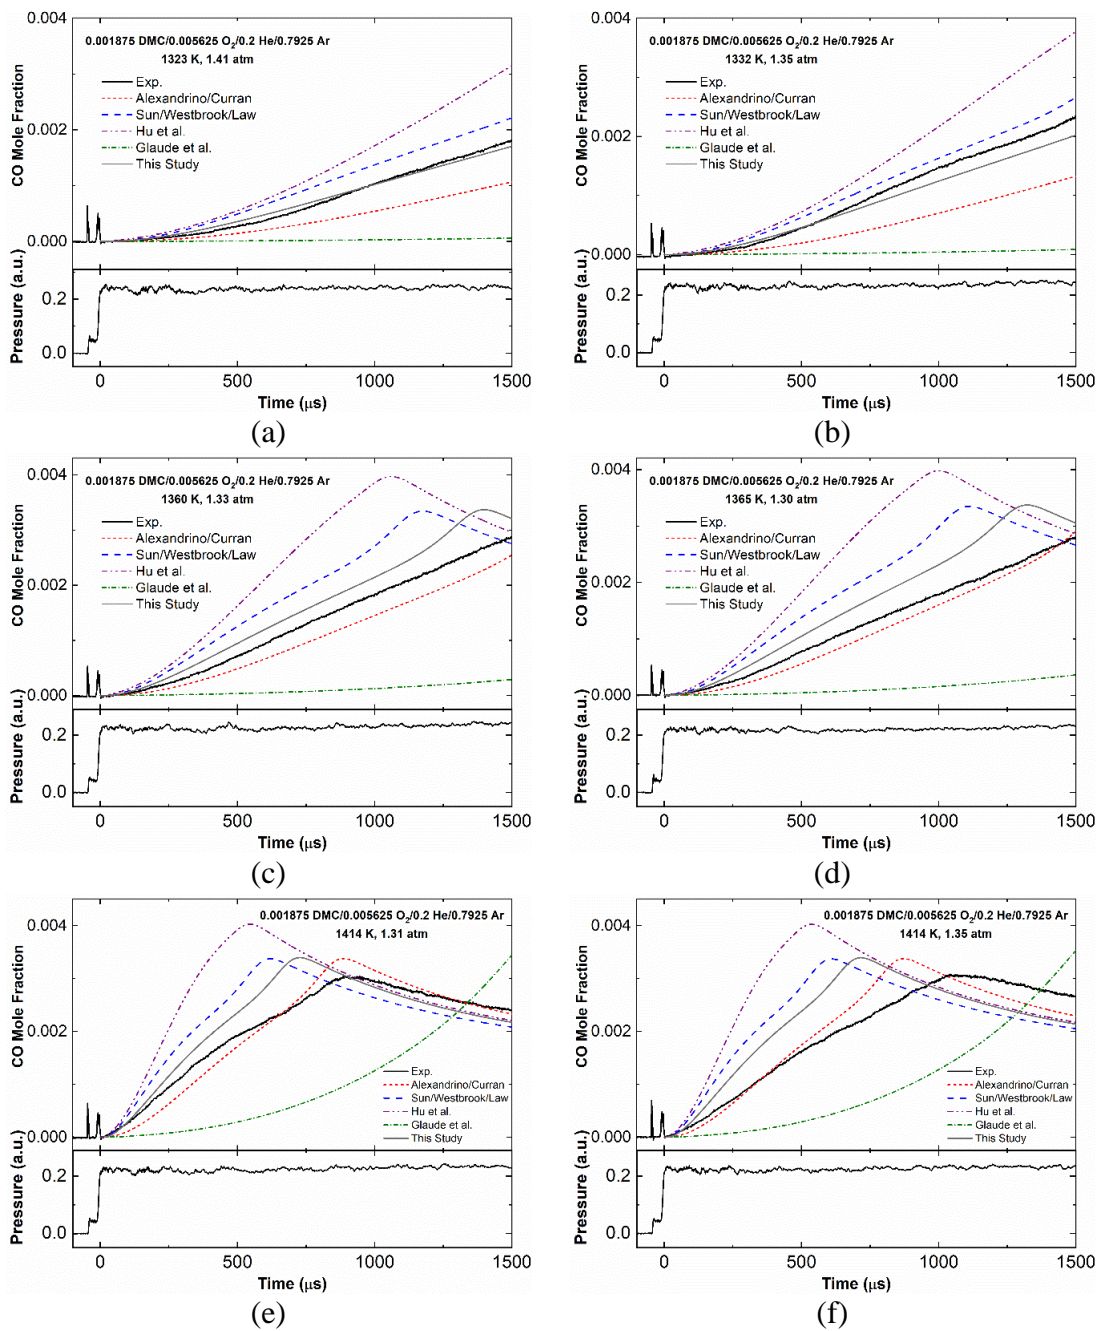 0.004
0.001875 DMC/0.005625 O2/0.2 He/0.7925 Ar
1323 K, 1.41 atm
Exp.
Alexandrino/Curran
Sun/Westbrook/Law
Hu et al.
Glaude et al.
This Study
0.002
0.000
CO Mole Fraction
0.2
0.0
Pressure (a.u.)
0 500 1000 1500
Time (μs)
(a)
0.004
0.001875 DMC/0.005625 O2/0.2 He/0.7925 Ar
1332 K, 1.35 atm
Exp.
Alexandrino/Curran
Sun/Westbrook/Law
Hu et al.
Glaude et al.
This Study
0.002
0.000
CO Mole Fraction
0.2
0.0
Pressure (a.u.)
0 500 1000 1500
Time (μs)
(b)
0.004
0.001875 DMC/0.005625 O2/0.2 He/0.7925 Ar
1360 K, 1.33 atm
Exp.
Alexandrino/Curran
Sun/Westbrook/Law
Hu et al.
Glaude et al.
This Study
0.002
0.000
CO Mole Fraction
0.2
0.0
Pressure (a.u.)
0 500 1000 1500
Time (μs)
(c)
0.004
0.001875 DMC/0.005625 O2/0.2 He/0.7925 Ar
1365 K, 1.30 atm
Exp.
Alexandrino/Curran
Sun/Westbrook/Law
Hu et al.
Glaude et al.
This Study
0.002
0.000
CO Mole Fraction
0.2
0.0
Pressure (a.u.)
0 500 1000 1500
Time (μs)
(d)
0.001875 DMC/0.005625 O2/0.2 He/0.7925 Ar
1414 K, 1.31 atm
0.004
0.002
0.000
CO Mole Fraction
Exp.
Alexandrino/Curran
Sun/Westbrook/Law
Hu et al.
Glaude et al.
This Study
0.2
0.0
Pressure (a.u.)
0 500 1000 1500
Time (μs)
(e)
0.001875 DMC/0.005625 O2/0.2 He/0.7925 Ar
1414 K, 1.35 atm
0.004
0.002
0.000
CO Mole Fraction
Exp.
Alexandrino/Curran
Sun/Westbrook/Law
Hu et al.
Glaude et al.
This Study
0.2
0.0
Pressure (a.u.)
0 500 1000 1500
Time (μs)
(f)